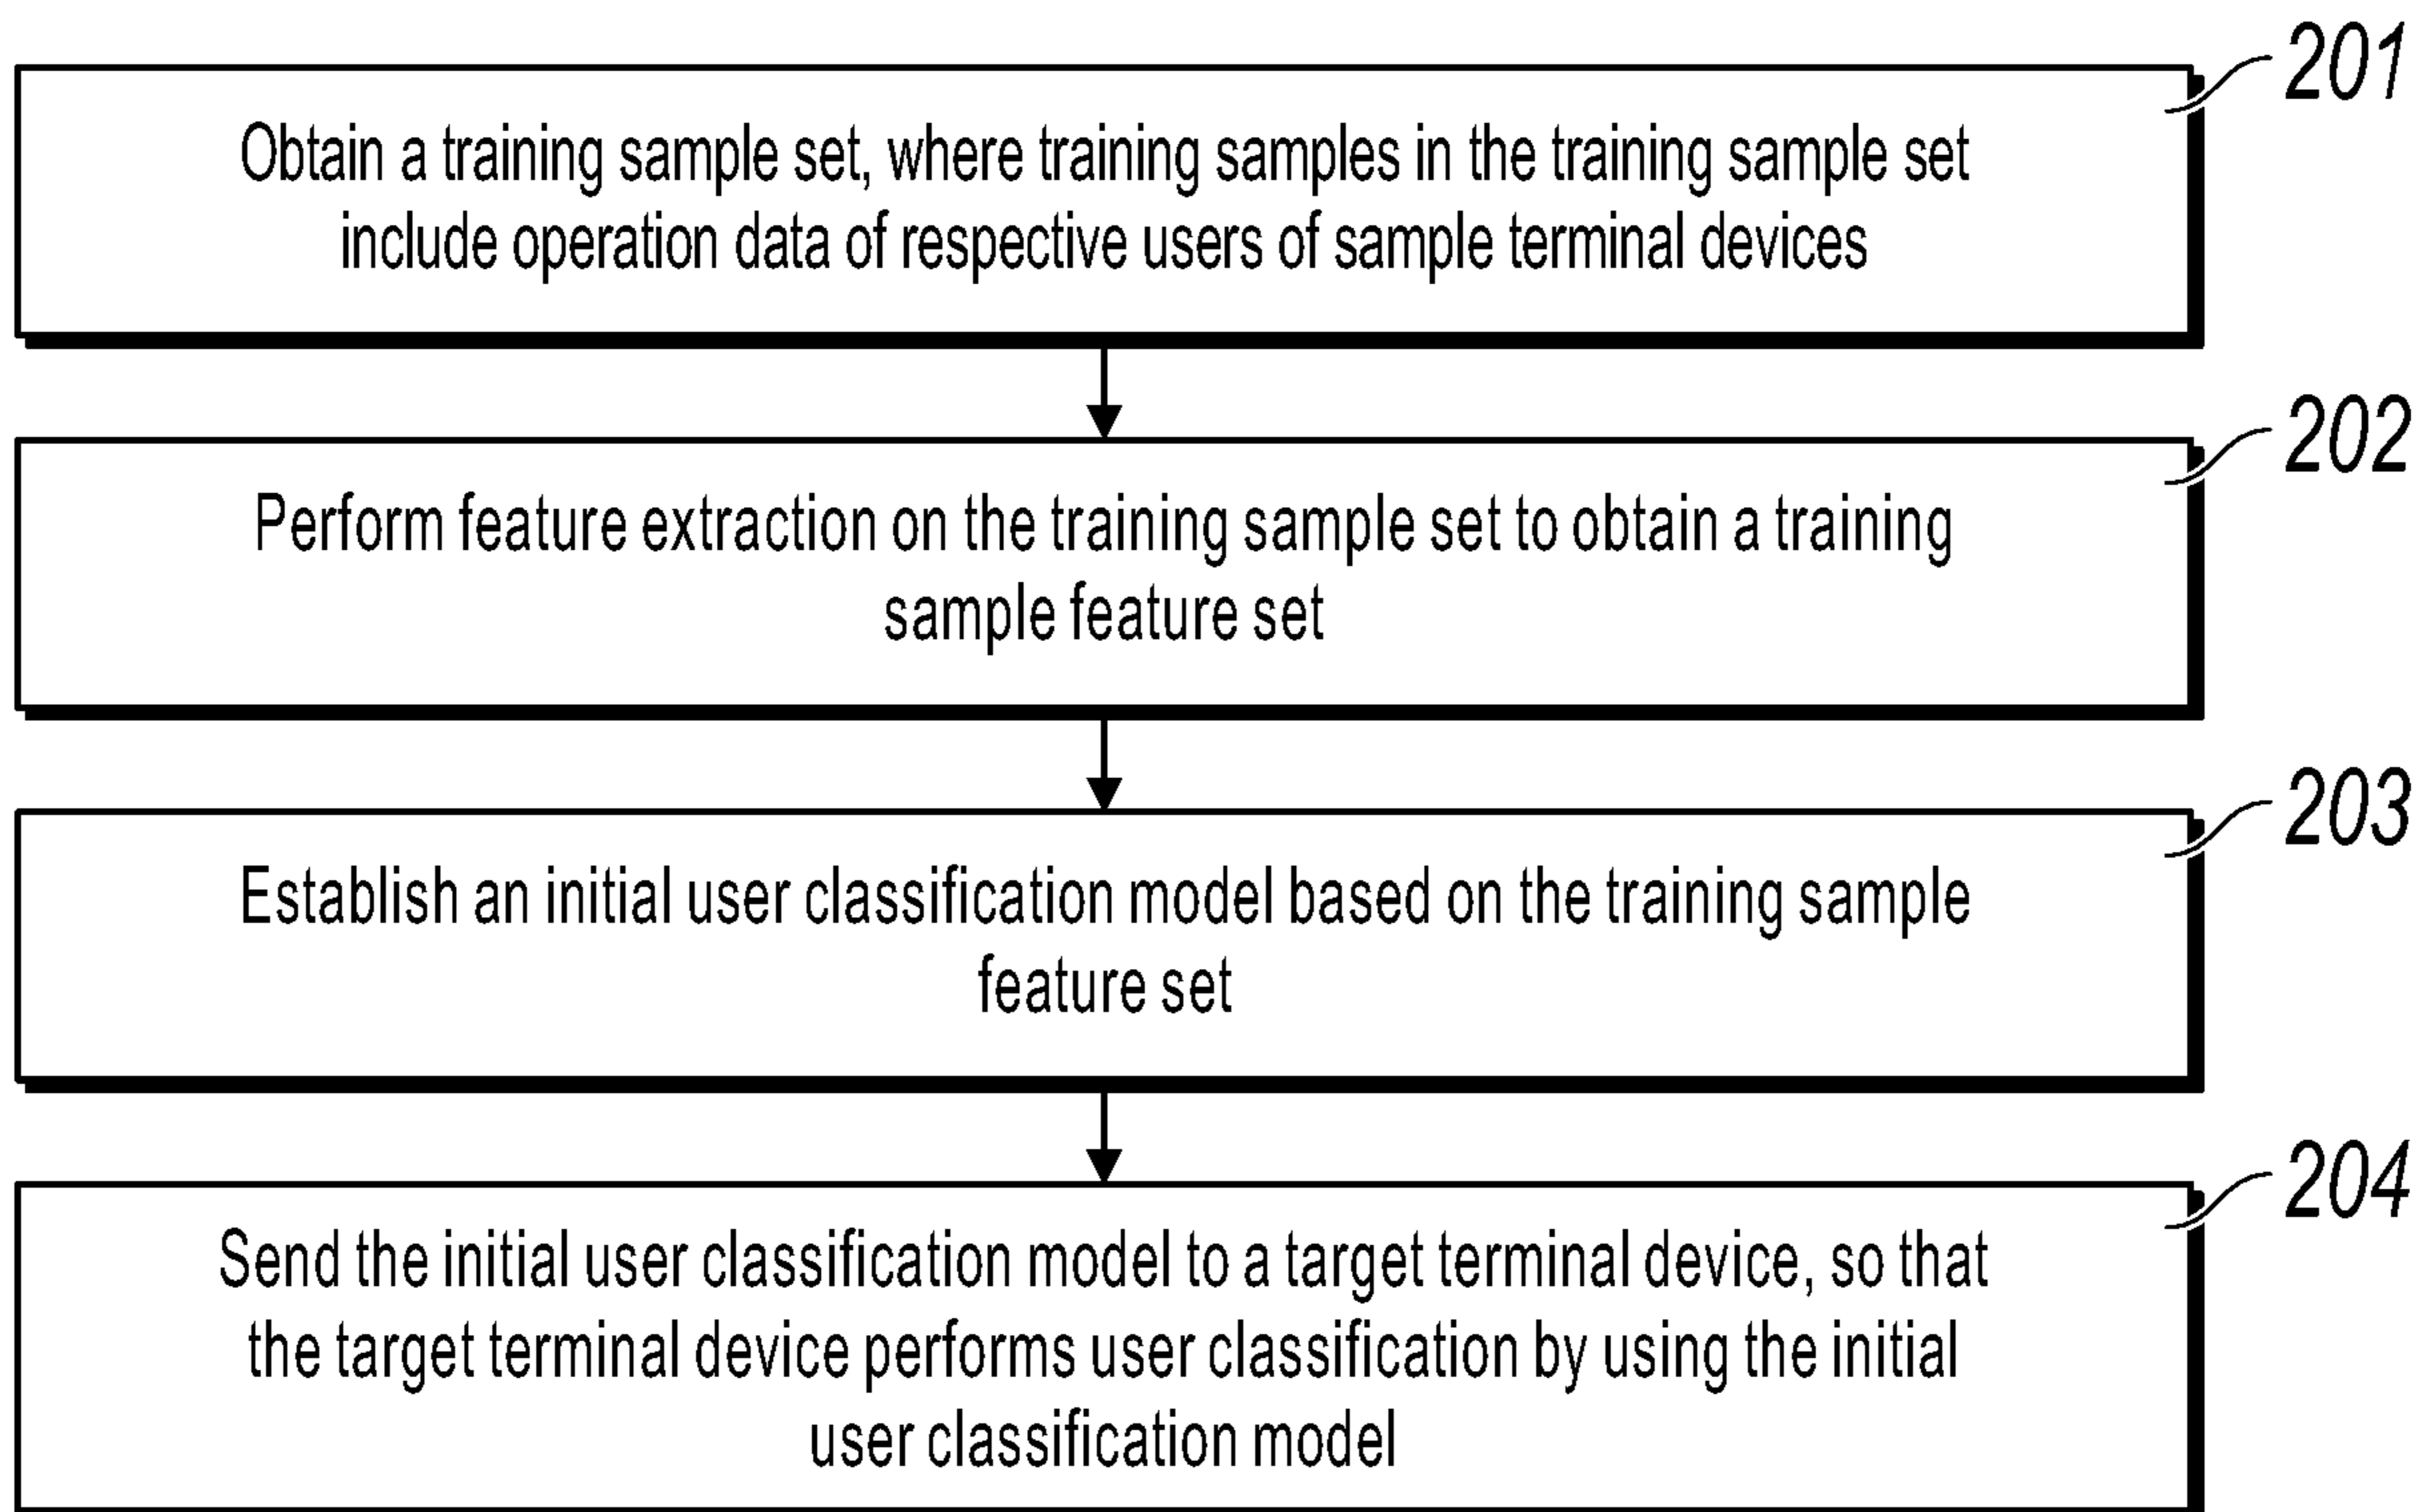 201
Obtain a training sample set, where training samples in the training sample set
include operation data of respective users of sample terminal devices
202
Perform feature extraction on the training sample set to obtain a training
sample feature set
203
Establish an initial user classification model based on the training sample
feature set
204
Send the initial user classification model to a target terminal device, so that
the target terminal device performs user classification by using the initial
user classification model